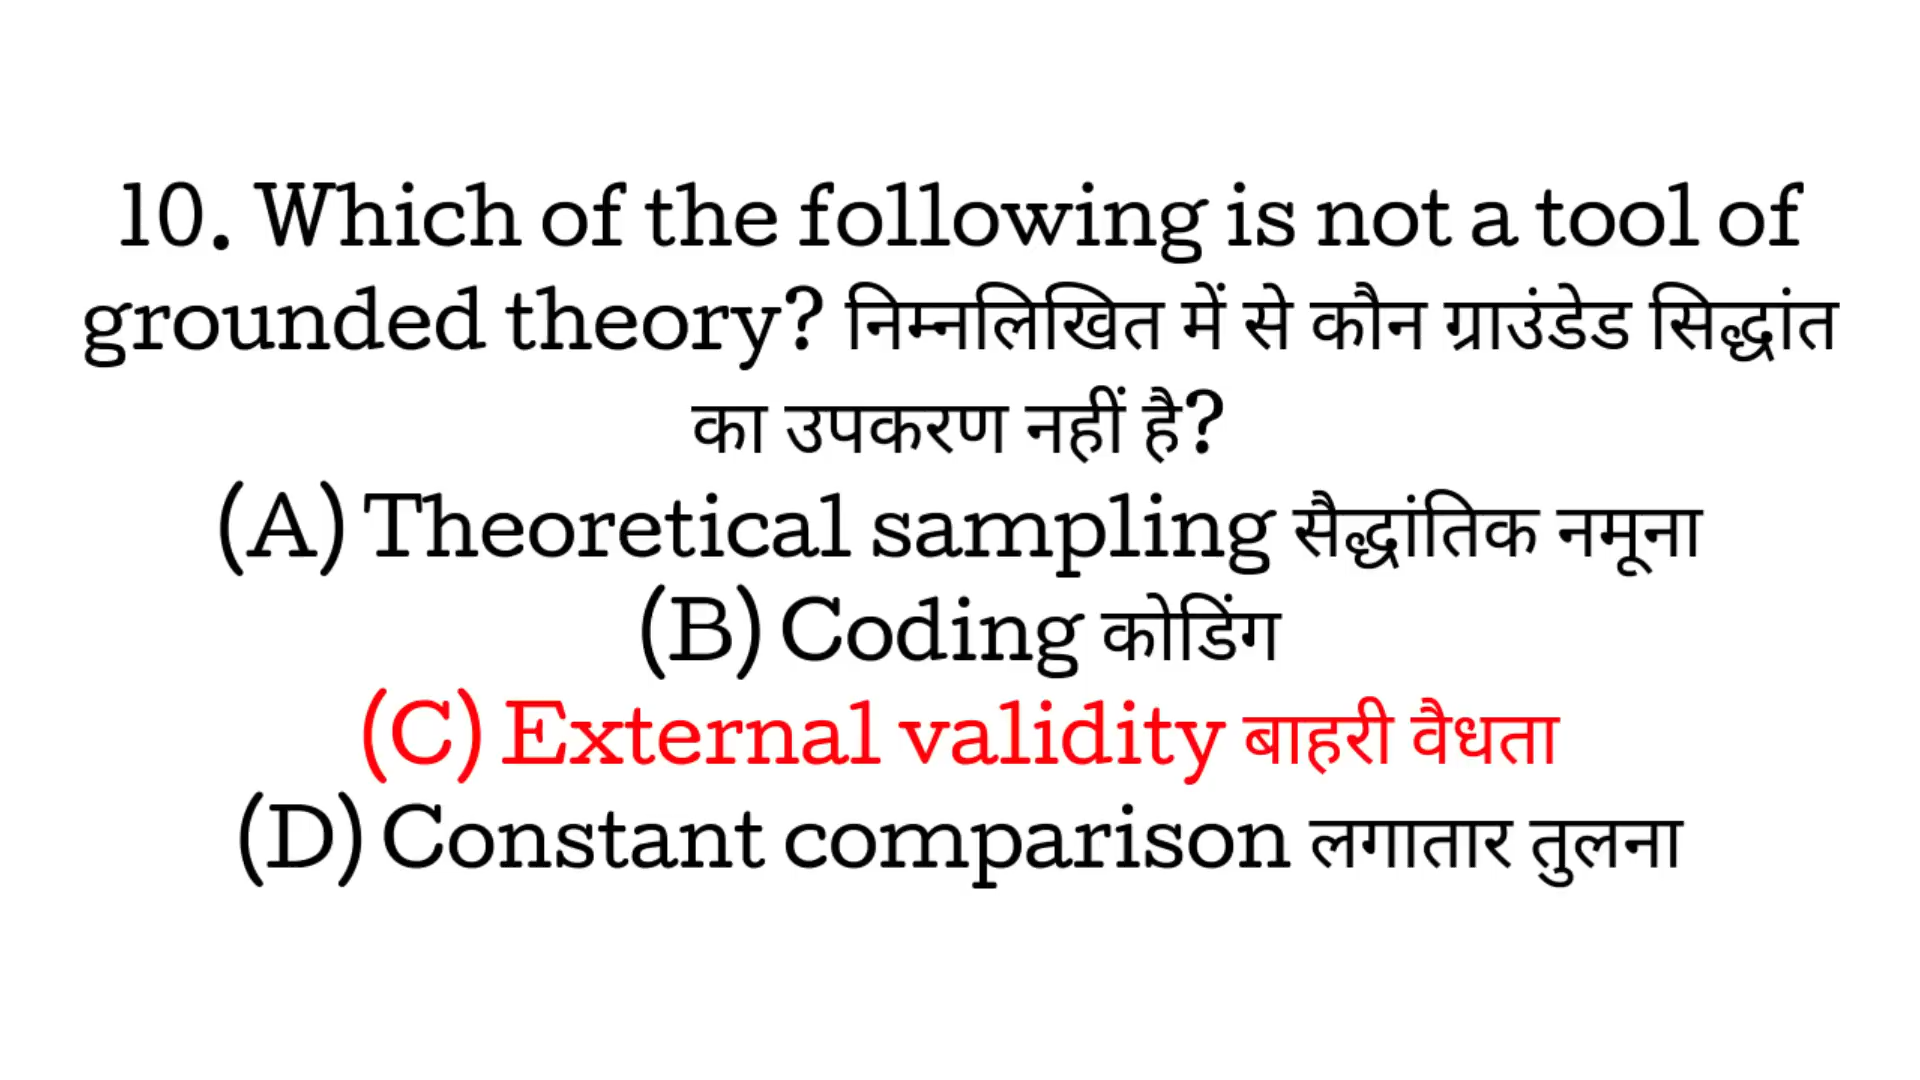 10. Which of the following is not a tool of
grounded theory? निम्नलिखित में से कौन ग्राउंडेड सिद्धांत
का उपकरण नहीं है?
(A) Theoretical sampling सैद्धांतिक नमूना
(B) Coding कोडिंग
(C) External validity बाहरी वैधता
(D) Constant comparison लगातार तुलना